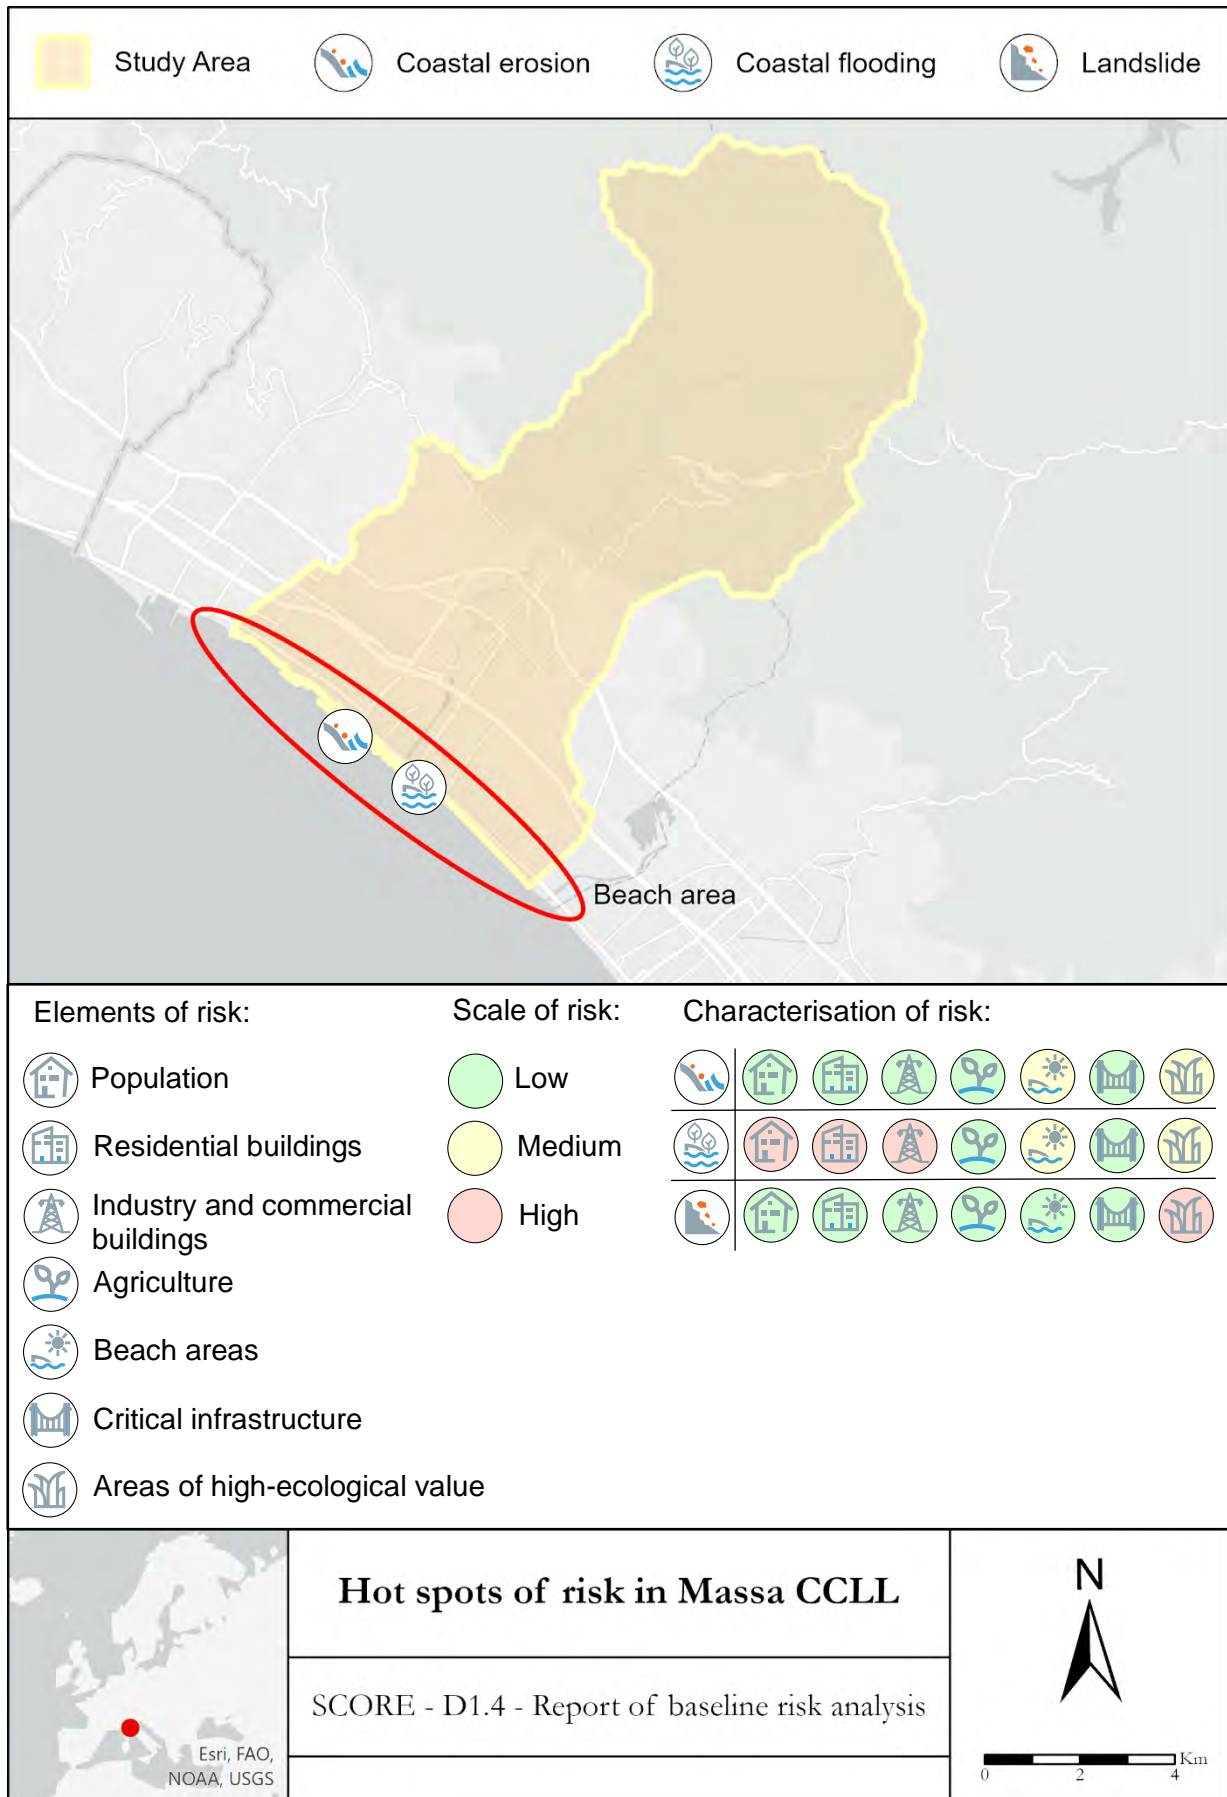 Study Area
Coastal erosion
Coastal flooding
Landslide
Beach area
Elements of risk:
Population
Residential buildings
Industry and commercial
buildings
Agriculture
Beach areas
Critical infrastructure
Areas of high-ecological value
Scale of risk:
Low
Medium
High
Characterisation of risk:
Esri, FAO,
NOAA, USGS
Hot spots of risk in Massa CCLL
SCORE - D1.4 - Report of baseline risk analysis
N
Km
0 2 4